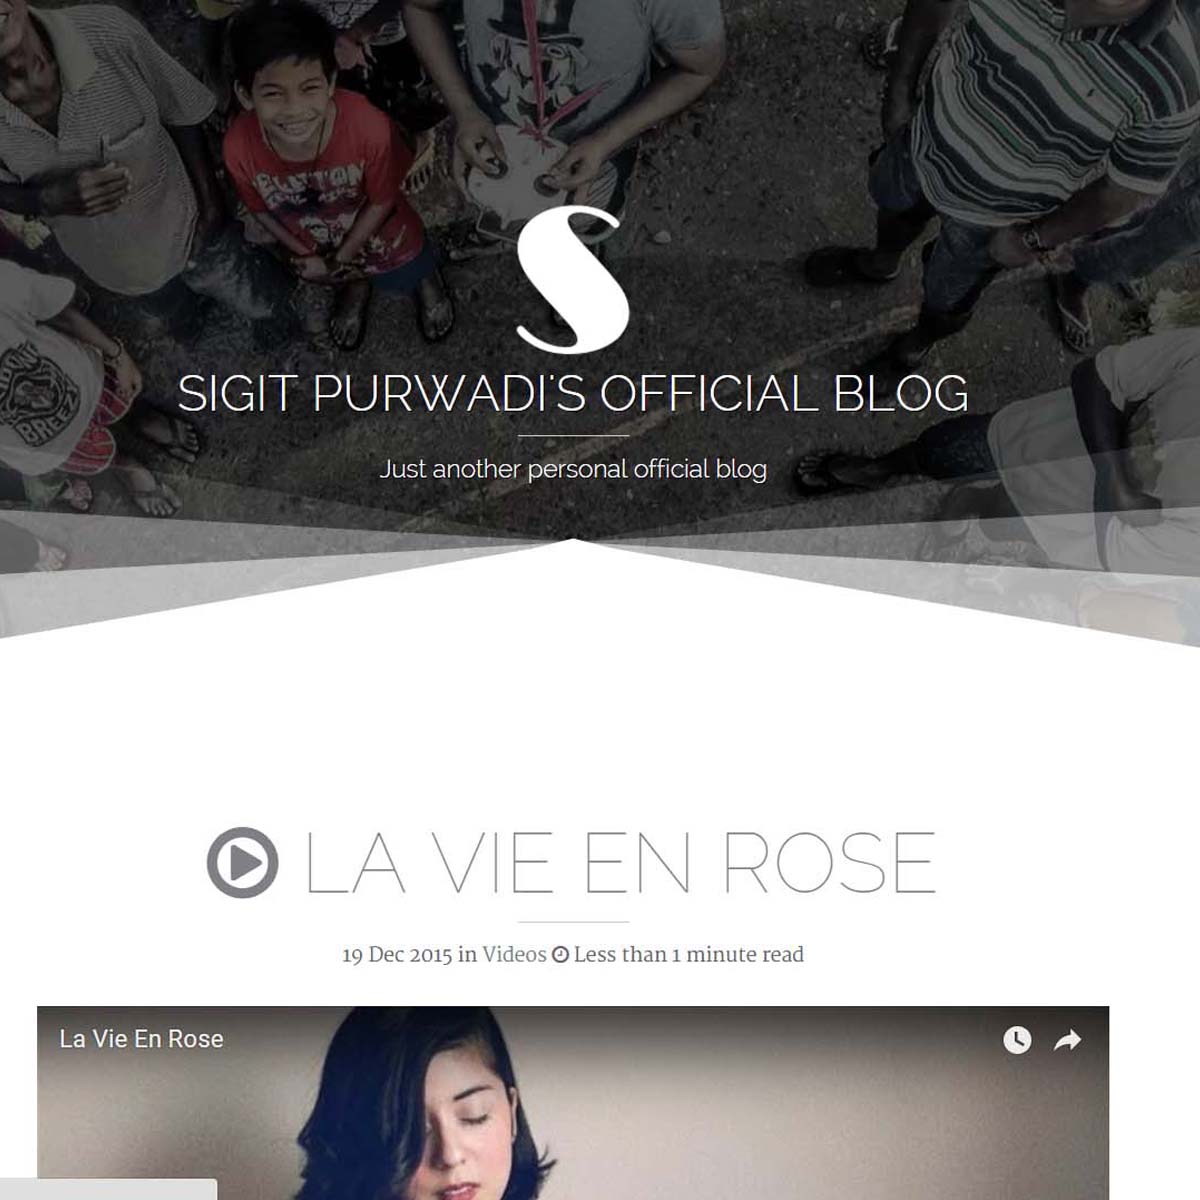 S
SIGIT PURWADI'S OFFICIAL BLOG
Just another personal official blog
LA VIE EN ROSE
19 Dec 2015 in Videos Less than 1 minute read
La Vie En Rose